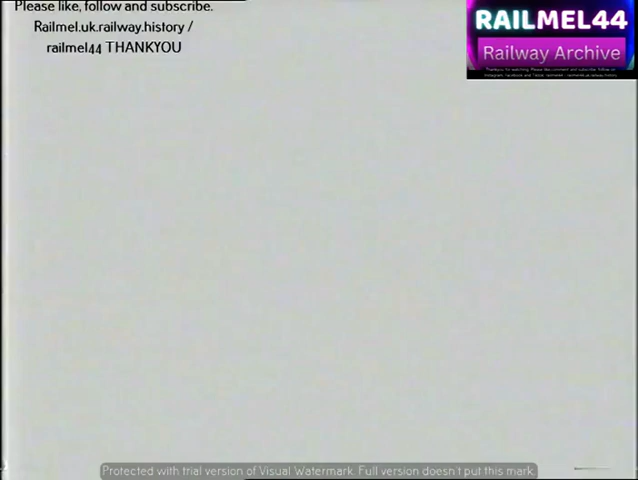 Please like, follow and subscribe.
Railmel.uk.railway.history /
railmel44 THANKYOU
RAILMEL44
Railway Archive
Protected with trial version of Visual Watermark. Full version doesn't put this mark.